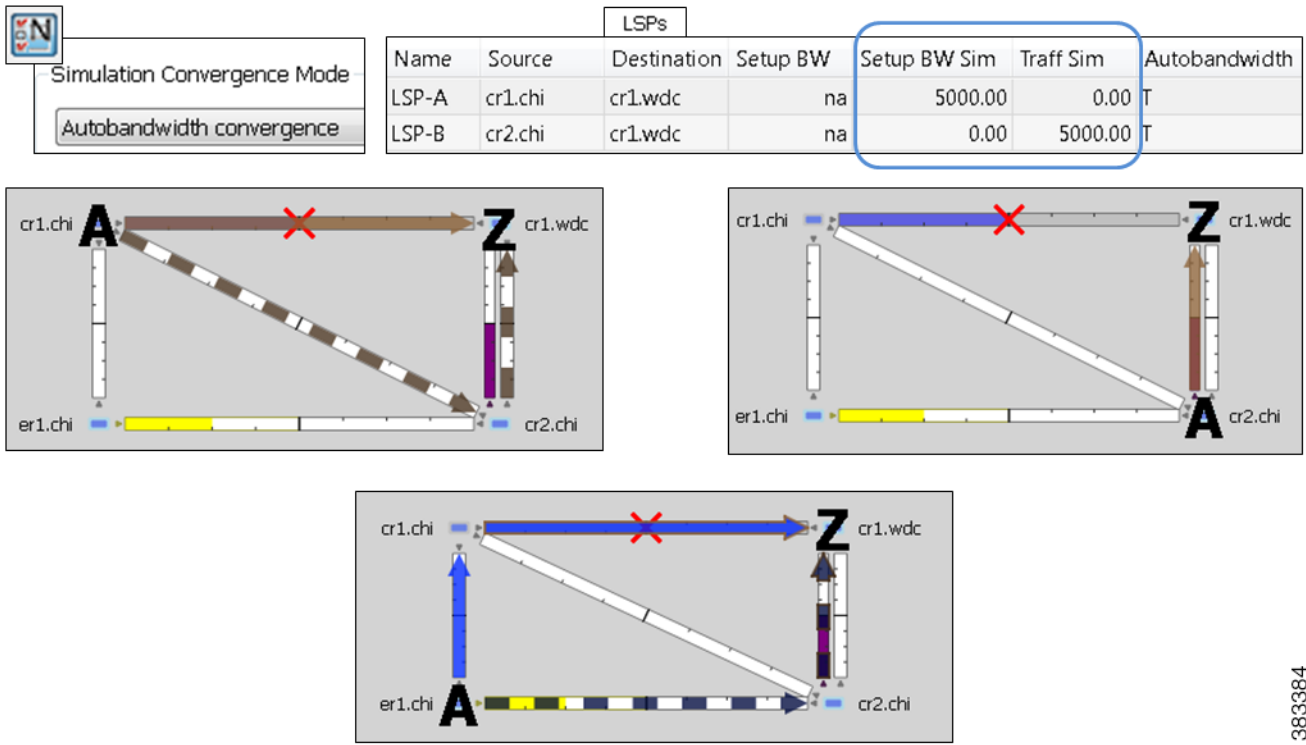 N
Simulation Convergence Mode
Autobandwidth convergence
LSPs
Name Source Destination Setup BW Setup BW Sim Traff Sim Autobandwidth
LSP-A cr1.chi cr1.wdc na 5000.00 0.00 T
LSP-B cr2.chi cr1.wdc na 0.00 5000.00 T
cr1.chi A Z cr1.wdc
er1.chi cr2.chi
cr1.chi Z cr1.wdc
er1.chi A cr2.chi
cr1.chi Z cr1.wdc
er1.chi A cr2.chi
383384